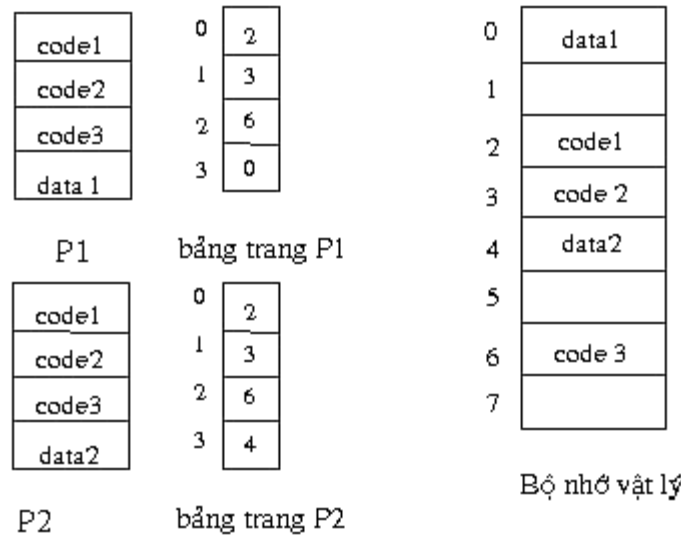 code1
code2
code3
data 1
P1
0 2
1 3
2 6
3 0
bảng trang P1
code1
code2
code3
data2
P2
0 2
1 3
2 6
3 4
bảng trang P2
0 data1
1
2 code1
3 code 2
4 data2
5
6 code 3
7
Bộ nhớ vật lý